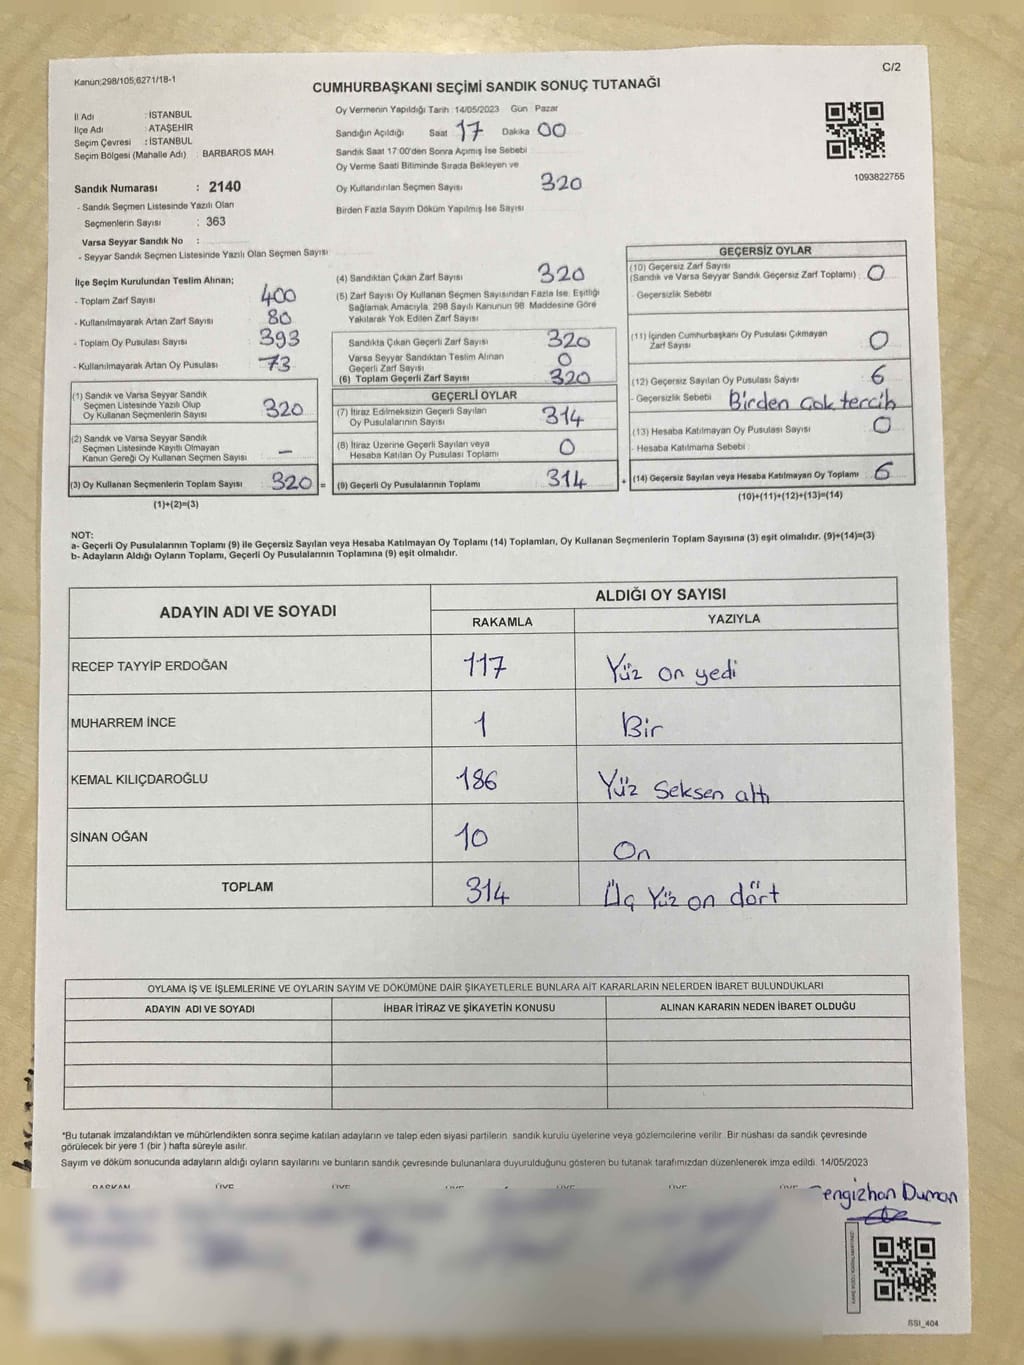 Kanun:298/105,6271/18-1
C/2
CUMHURBAŞKANI SEÇİMİ SANDIK SONUÇ TUTANAĞI
İl Adı : İSTANBUL
İlçe Adı : ATAŞEHİR
Seçim Çevresi : İSTANBUL
Seçim Bölgesi (Mahalle Adı) BARBAROS MAH.
Sandık Numarası : 2140
- Sandık Seçmen Listesinde Yazılı Olan
Seçmenlerin Sayısı : 363
Varsa Seyyar Sandık No :
- Seyyar Sandık Seçmen Listesinde Yazılı Olan Seçmen Sayısı
Oy Vermenin Yapıldığı Tarih 14/05/2023 Gün Pazar
Sandığın Açıldığı Saat 17 Dakika 00
Sandık Saat 17:00'den Sonra Açımış İse Sebebi
Oy Verme Saati Bitiminde Sırada Bekleyen ve
Oy Kullandırılan Seçmen Sayısı 320
Birden Fazla Sayım Döküm Yapılmış İse Sayısı
1093822755
İlçe Seçim Kurulundan Teslim Alınan;
- Toplam Zarf Sayısı 400
- Kullanılmayarak Artan Zarf Sayısı 80
- Toplam Oy Pusulası Sayısı 393
- Kullanılmayarak Artan Oy Pusulası 73
(1) Sandık ve Varsa Seyyar Sandık
Seçmen Listesinde Yazılı Olup
Oy Kullanan Seçmenlerin Sayısı 320
(2) Sandık ve Varsa Seyyar Sandık
Seçmen Listesinde Kayıtlı Olmayan
Kanun Gereği Oy Kullanan Seçmen Sayısı –
(3) Oy Kullanan Seçmenlerin Toplam Sayısı 320 =
(1)+(2)=(3)
(4) Sandıktan Çıkan Zarf Sayısı 320
(5) Zarf Sayısı Oy Kullanan Seçmen Sayısından Fazla İse, Eşitliği
Sağlamak Amacıyla, 298 Sayılı Kanunun 98. Maddesine Göre
Yakılarak Yok Edilen Zarf Sayısı
Sandıkta Çıkan Geçerli Zarf Sayısı 320
Varsa Seyyar Sandıktan Teslim Alınan
Geçerli Zarf Sayısı 0
(6) Toplam Geçerli Zarf Sayısı 320
GEÇERLİ OYLAR
(7) İtiraz Edilmeksizin Geçerli Sayılan
Oy Pusulalarının Sayısı 314
(8) İtiraz Üzerine Geçerli Sayılan veya
Hesaba Katılan Oy Pusulası Toplamı 0
(9) Geçerli Oy Pusulalarının Toplamı 314 +
GEÇERSİZ OYLAR
(10) Geçersiz Zarf Sayısı
(Sandık ve Varsa Seyyar Sandık Geçersiz Zarf Toplamı) : 0
- Geçersizlik Sebebi
(11) İçinden Cumhurbaşkanı Oy Pusulası Çıkmayan
Zarf Sayısı 0
(12) Geçersiz Sayılan Oy Pusulası Sayısı 6
- Geçersizlik Sebebi Birden çok tercih
(13) Hesaba Katılmayan Oy Pusulası Sayısı 0
- Hesaba Katılmama Sebebi
(14) Geçersiz Sayılan veya Hesaba Katılmayan Oy Toplamı 6
(10)+(11)+(12)+(13)=(14)
NOT:
a- Geçerli Oy Pusulalarının Toplamı (9) ile Geçersiz Sayılan veya Hesaba Katılmayan Oy Toplamı (14) Toplamları, Oy Kullanan Seçmenlerin Toplam Sayısına (3) eşit olmalıdır. (9)+(14)=(3)
b- Adayların Aldığı Oyların Toplamı, Geçerli Oy Pusulalarının Toplamına (9) eşit olmalıdır.
ADAYIN ADI VE SOYADI
ALDIĞI OY SAYISI
RAKAMLA YAZIYLA
RECEP TAYYİP ERDOĞAN 117 Yüz on yedi
MUHARREM İNCE 1 Bir
KEMAL KILIÇDAROĞLU 186 Yüz Seksen altı
SİNAN OĞAN 10 On
TOPLAM 314 Üç Yüz on dört
OYLAMA İŞ VE İŞLEMLERİNE VE OYLARIN SAYIM VE DÖKÜMÜNE DAİR ŞİKAYETLERLE BUNLARA AİT KARARLARIN NELERDEN İBARET BULUNDUKLARI
ADAYIN ADI VE SOYADI İHBAR İTİRAZ VE ŞİKAYETİN KONUSU ALINAN KARARIN NEDEN İBARET OLDUĞU
*Bu tutanak imzalandıktan ve mühürlendikten sonra seçime katılan adayların ve talep eden siyasi partilerin sandık kurulu üyelerine veya gözlemcilerine verilir. Bir nüshası da sandık çevresinde
görülecek bir yere 1 (bir ) hafta süreyle asılır.
Sayım ve döküm sonucunda adayların aldığı oyların sayılarını ve bunların sandık çevresinde bulunanlara duyurulduğunu gösteren bu tutanak tarafımızdan düzenlenerek imza edildi. 14/05/2023
BAŞKAN ÜYE ÜYE ÜYE ÜYE ÜYE ÜYE
Cengizhan Duman
SSI_404